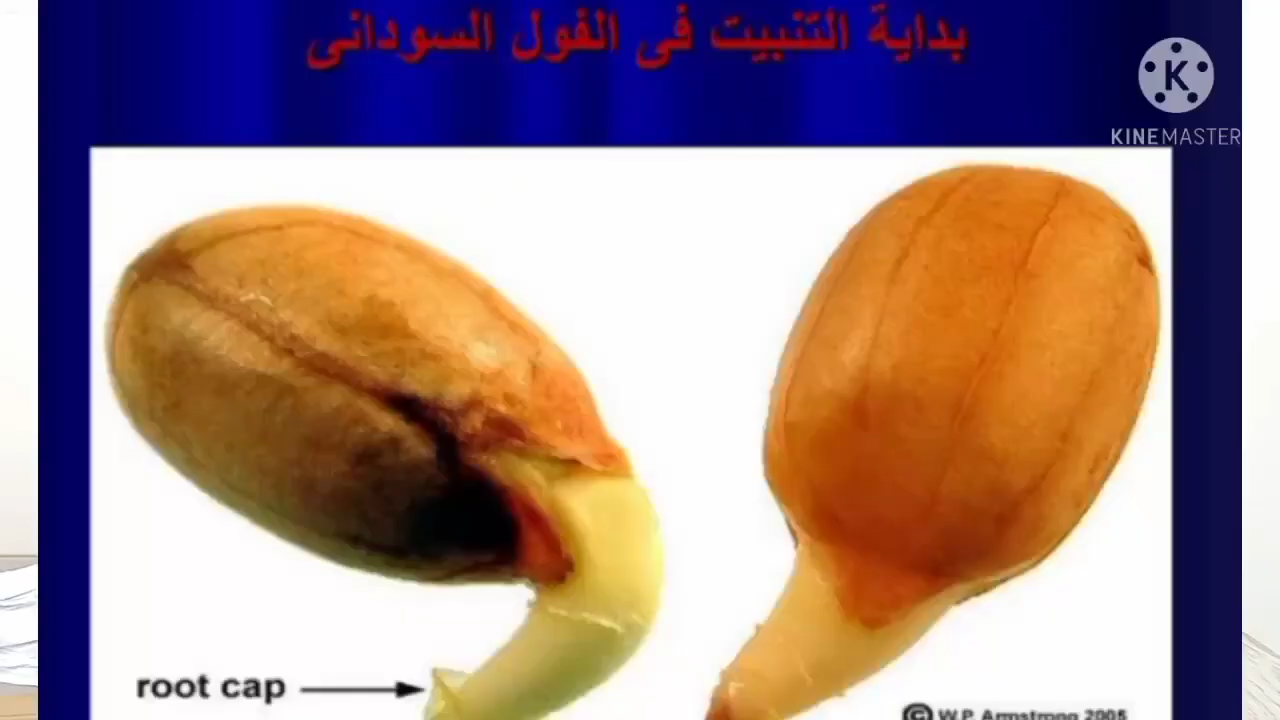 بداية التنبيت فى الفول السودانى
K
KINEMASTER
root cap
© W.P. Armstrong 2005